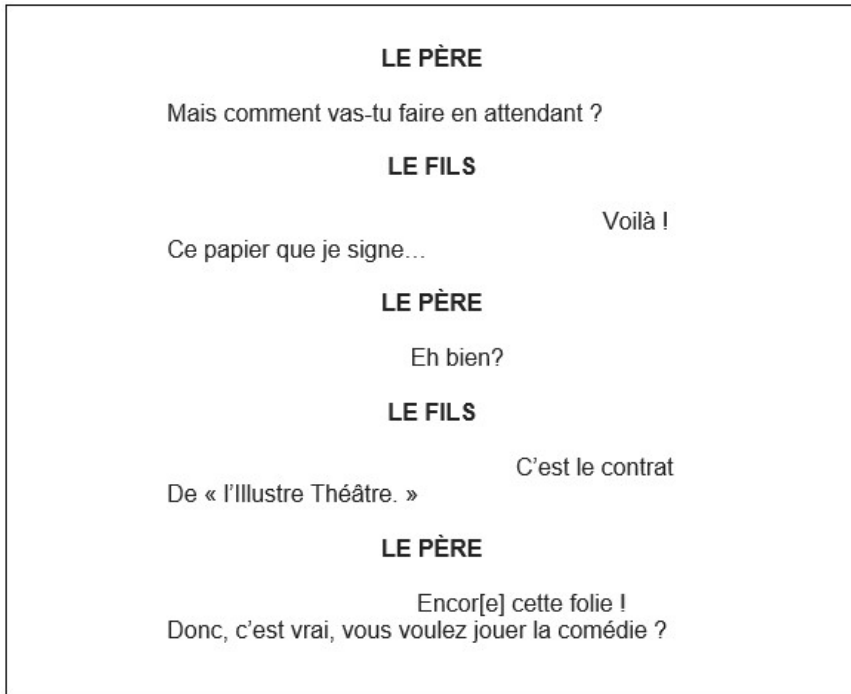 LE PÈRE
Mais comment vas-tu faire en attendant ?
LE FILS
Voilà !
Ce papier que je signe…
LE PÈRE
Eh bien?
LE FILS
C’est le contrat
De « l’Illustre Théâtre. »
LE PÈRE
Encor[e] cette folie !
Donc, c’est vrai, vous voulez jouer la comédie ?